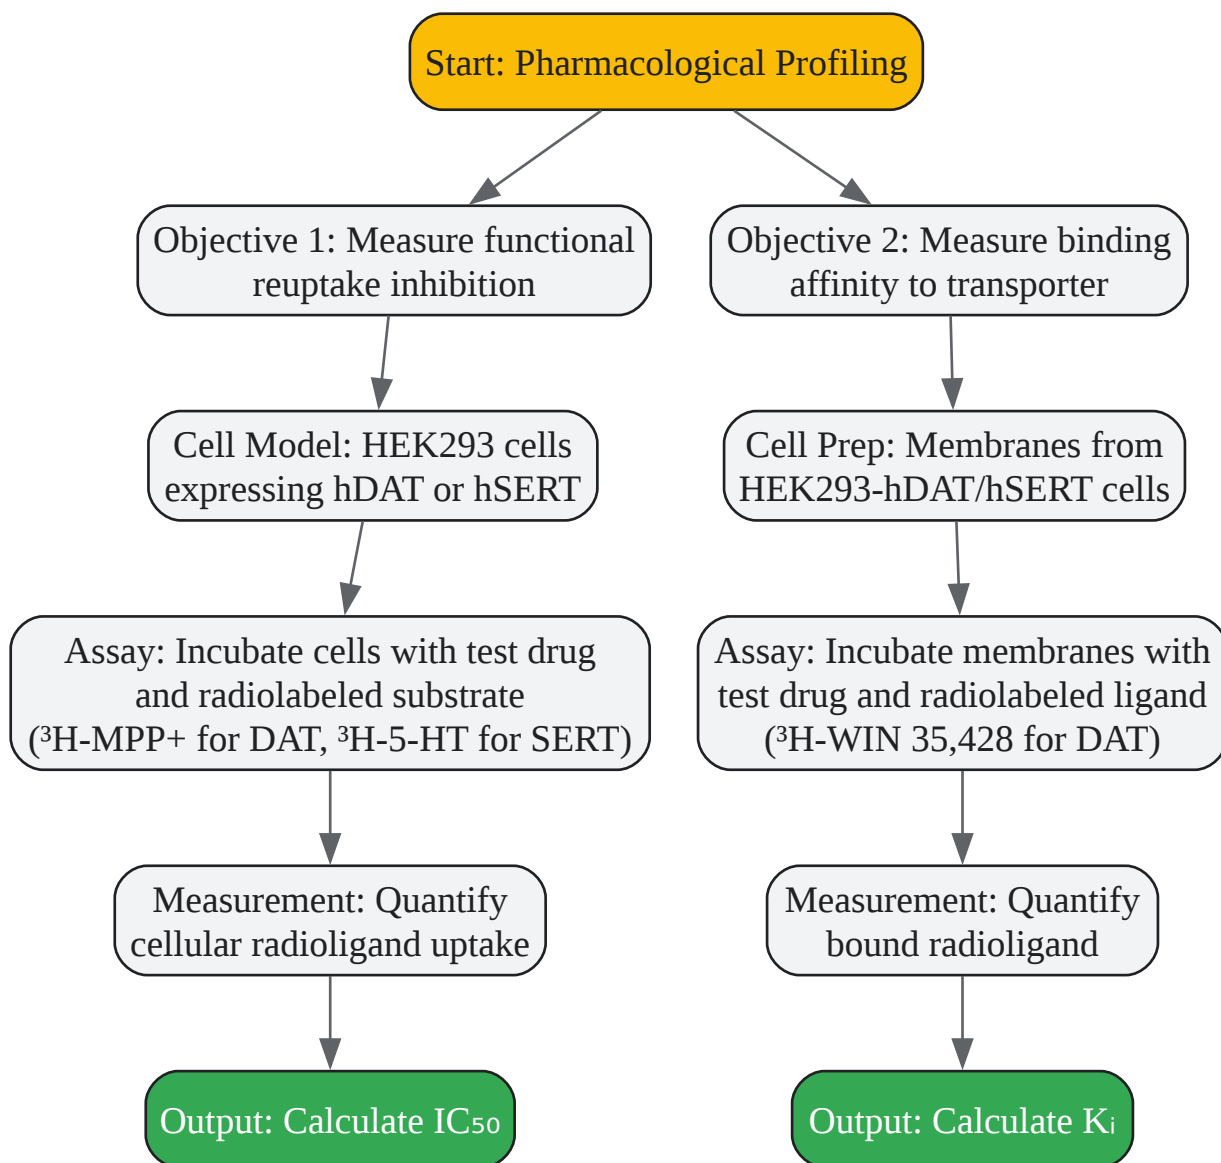 Start: Pharmacological Profiling
Objective 1: Measure functional
reuptake inhibition
Objective 2: Measure binding
affinity to transporter
Cell Model: HEK293 cells
expressing hDAT or hSERT
Cell Prep: Membranes from
HEK293-hDAT/hSERT cells
Assay: Incubate cells with test drug
and radiolabeled substrate
(³H-MPP+ for DAT, ³H-5-HT for SERT)
Assay: Incubate membranes with
test drug and radiolabeled ligand
(³H-WIN 35,428 for DAT)
Measurement: Quantify
cellular radioligand uptake
Measurement: Quantify
bound radioligand
Output: Calculate IC₅₀
Output: Calculate Kᵢ